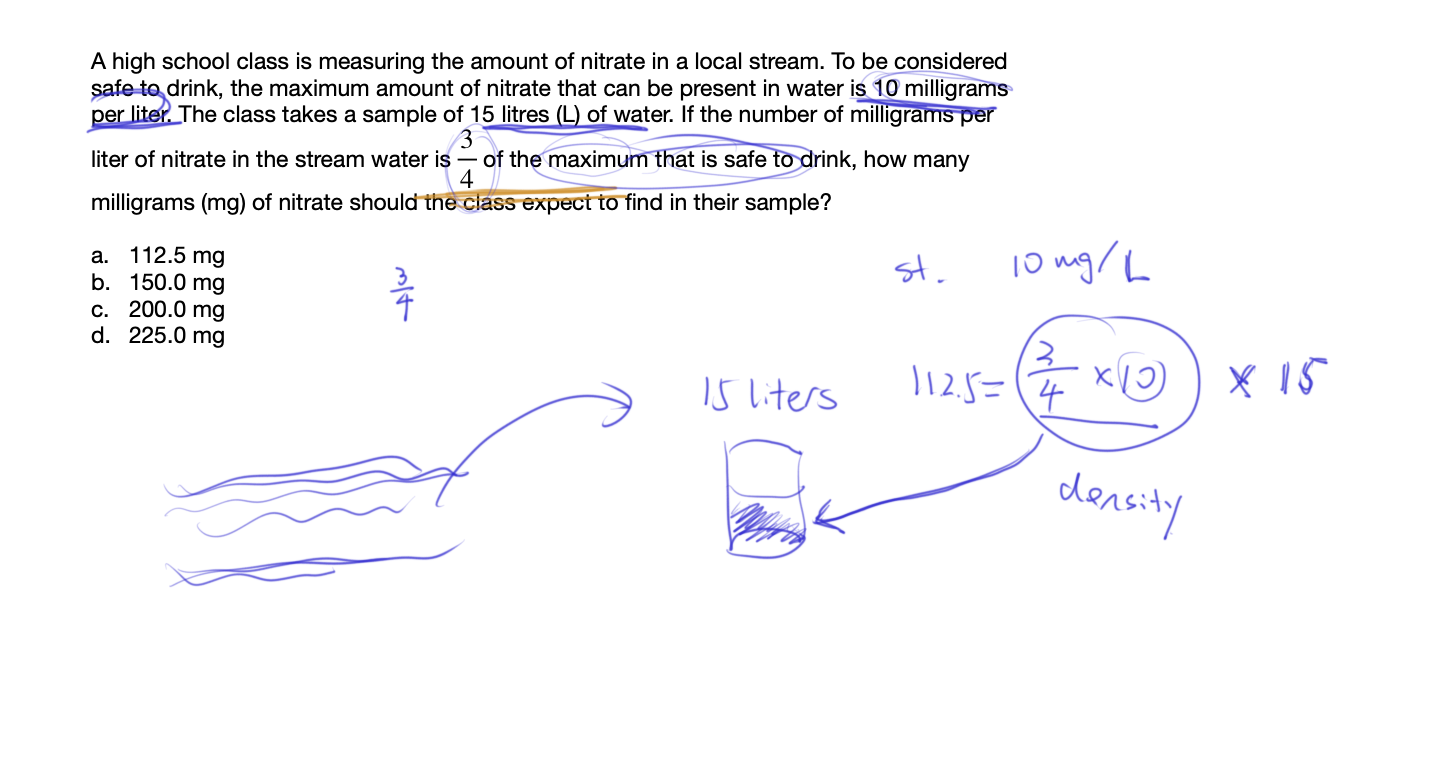 A high school class is measuring the amount of nitrate in a local stream. To be considered
safe to drink, the maximum amount of nitrate that can be present in water is 10 milligrams
per liter. The class takes a sample of 15 litres (L) of water. If the number of milligrams per
liter of nitrate in the stream water is 3/4 of the maximum that is safe to drink, how many
milligrams (mg) of nitrate should the class expect to find in their sample?
a. 112.5 mg
b. 150.0 mg
c. 200.0 mg
d. 225.0 mg
3/4
st. 10 mg/L
15 liters
112.5 = (3/4 × 10) × 15
density